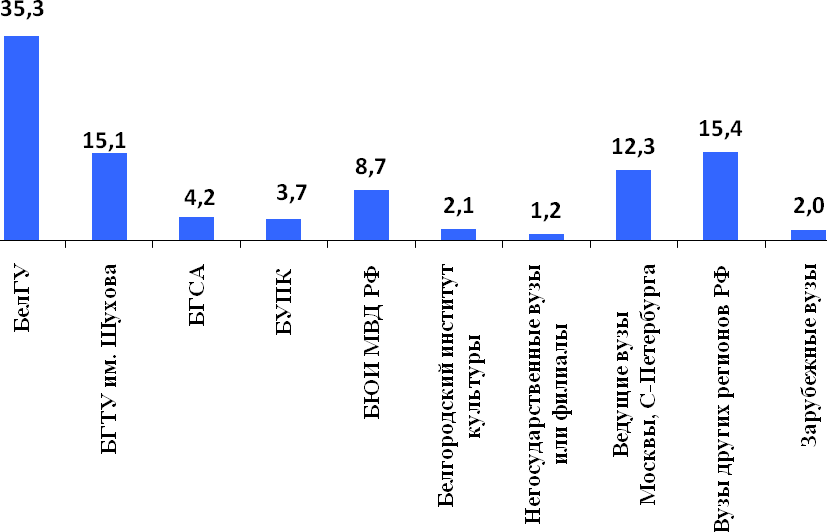 35,3
15,1
4,2
3,7
8,7
2,1
1,2
12,3
15,4
2,0
БелГУ
БГТУ им. Шухова
БГСА
БУПК
БЮИ МВД РФ
Белгородский институт
культуры
Негосударственные вузы
или филиалы
Ведущие вузы
Москвы, С-Петербурга
Вузы других регионов РФ
Зарубежные вузы